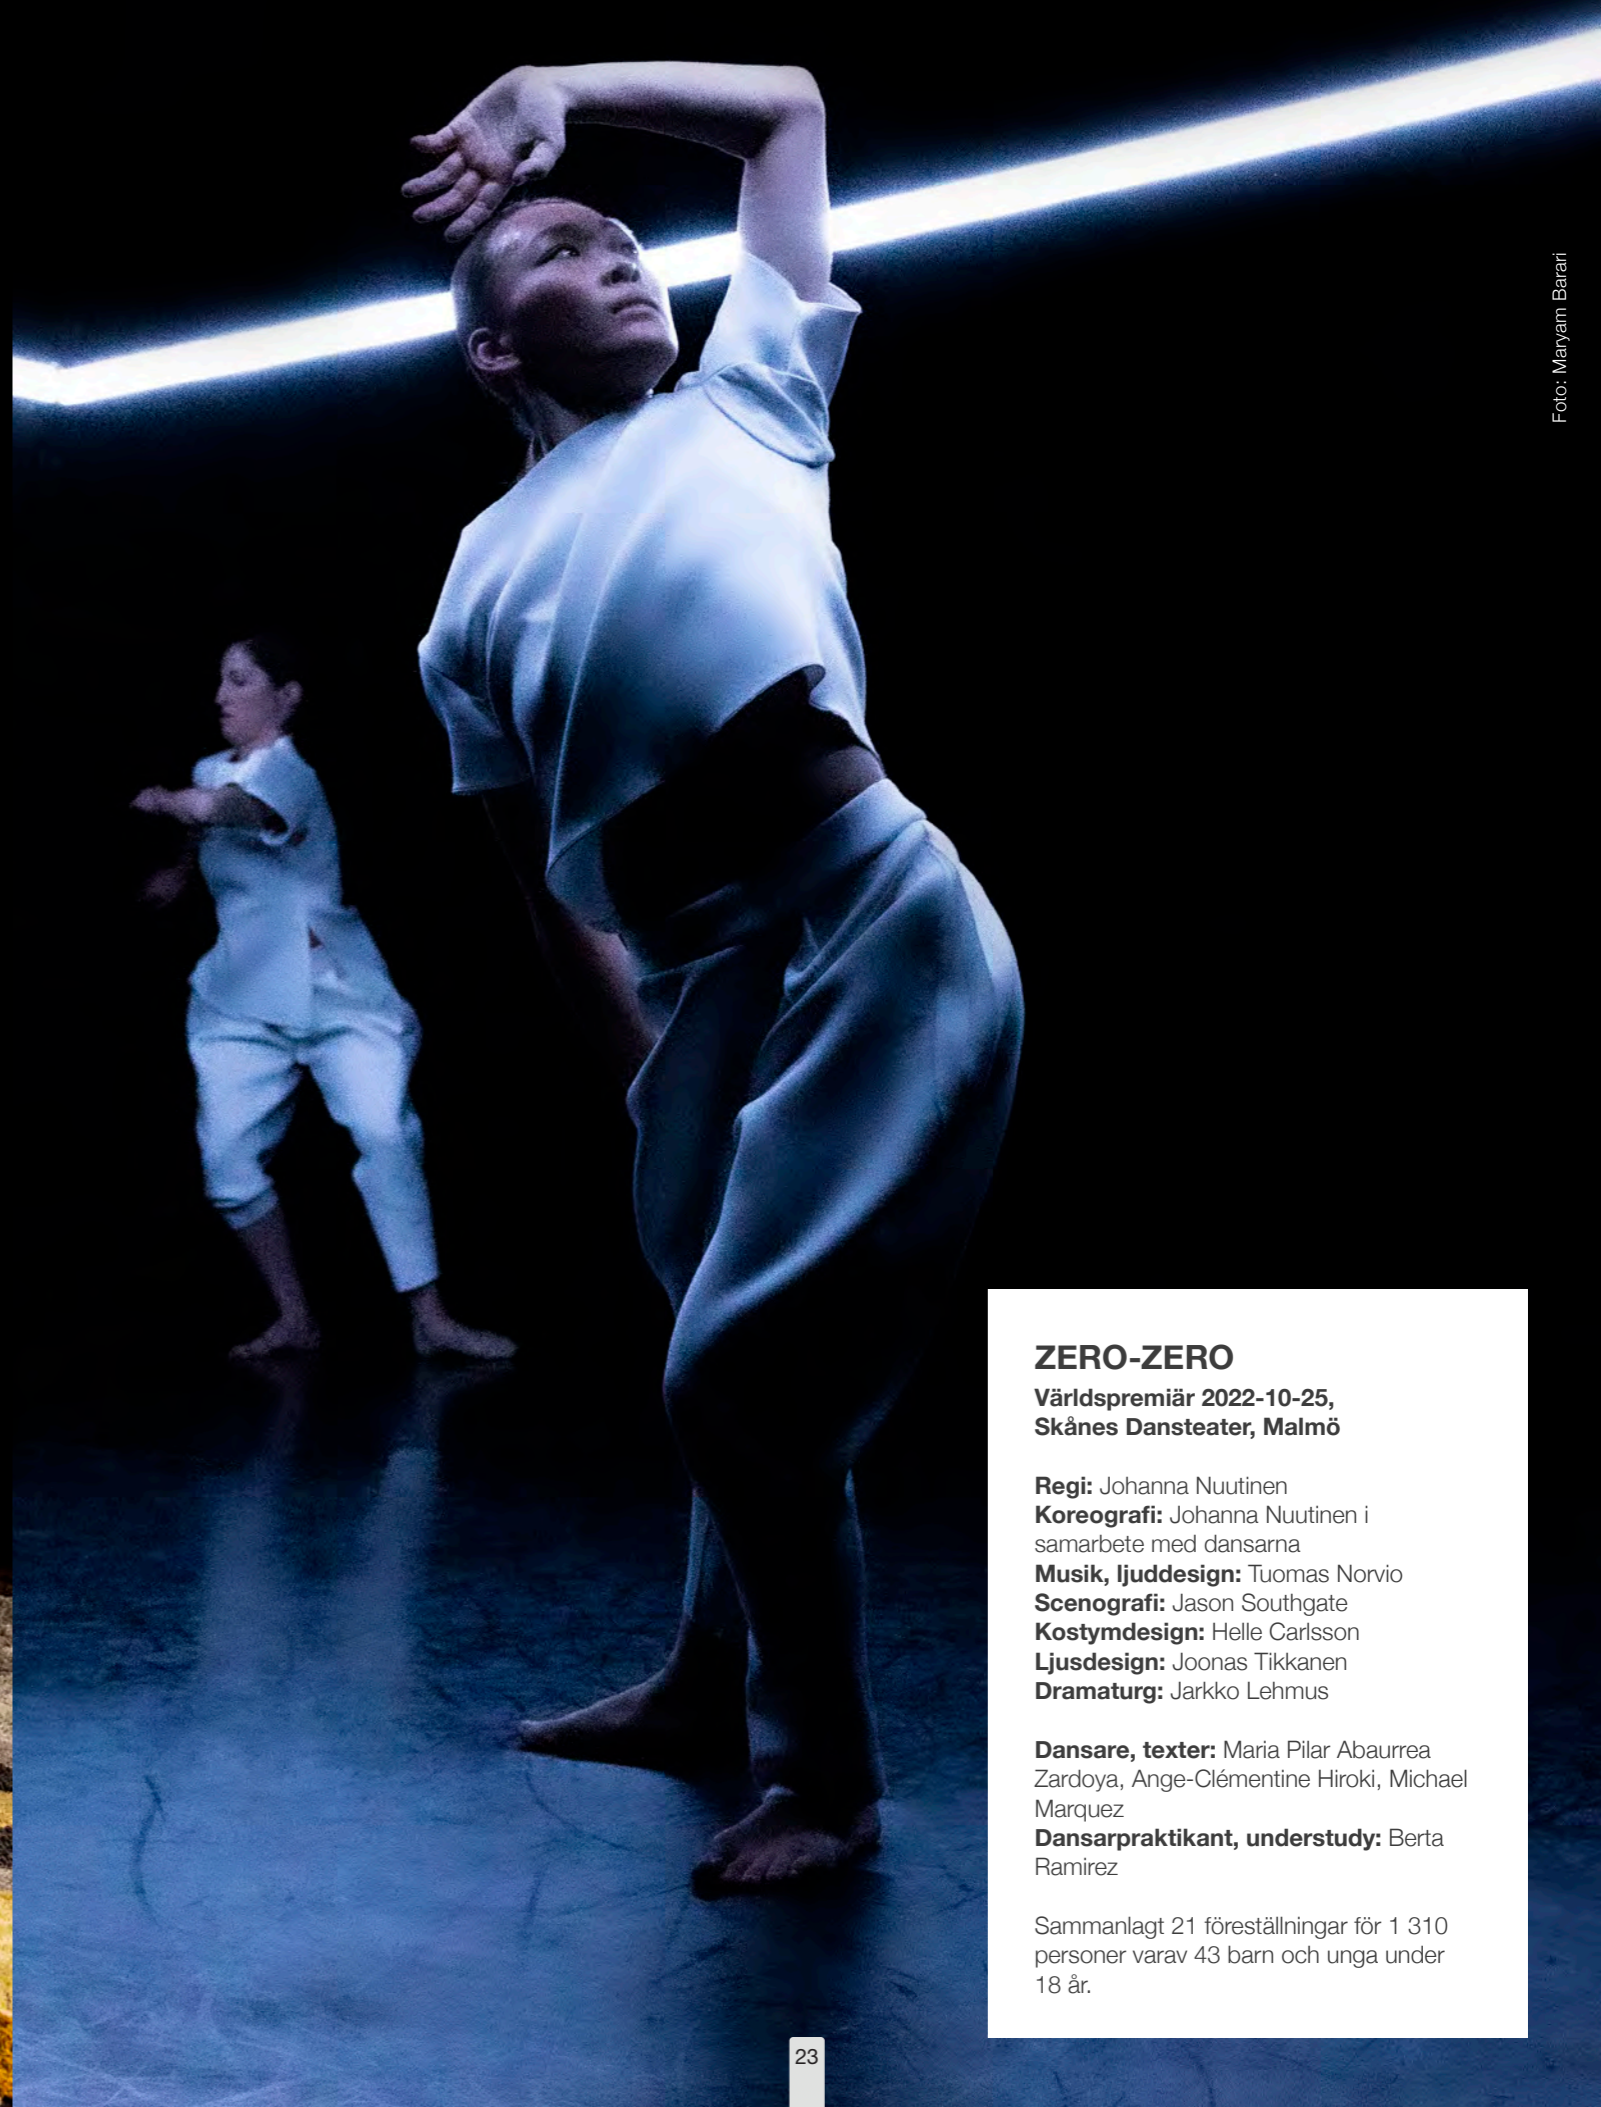 Foto: Maryam Barari
ZERO-ZERO
Världspremiär 2022-10-25,
Skånes Dansteater, Malmö
Regi: Johanna Nuutinen
Koreografi: Johanna Nuutinen i
samarbete med dansarna
Musik, ljuddesign: Tuomas Norvio
Scenografi: Jason Southgate
Kostymdesign: Helle Carlsson
Ljusdesign: Joonas Tikkanen
Dramaturg: Jarkko Lehmus
Dansare, texter: Maria Pilar Abaurrea
Zardoya, Ange-Clémentine Hiroki, Michael
Marquez
Dansarpraktikant, understudy: Berta
Ramirez
Sammanlagt 21 föreställningar för 1 310
personer varav 43 barn och unga under
18 år.
23